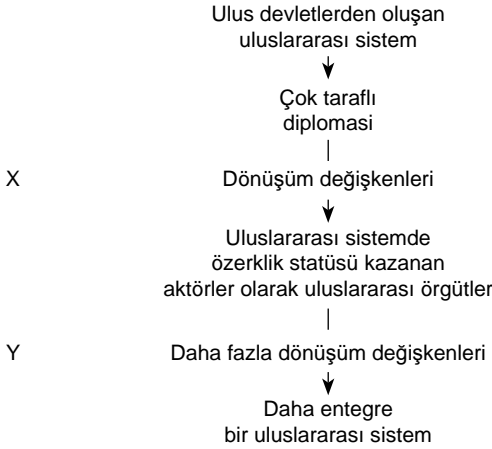 Ulus devletlerden oluşan
uluslararası sistem
Çok taraflı
diplomasi
X Dönüşüm değişkenleri
Uluslararası sistemde
özerklik statüsü kazanan
aktörler olarak uluslararası örgütler
Y Daha fazla dönüşüm değişkenleri
Daha entegre
bir uluslararası sistem